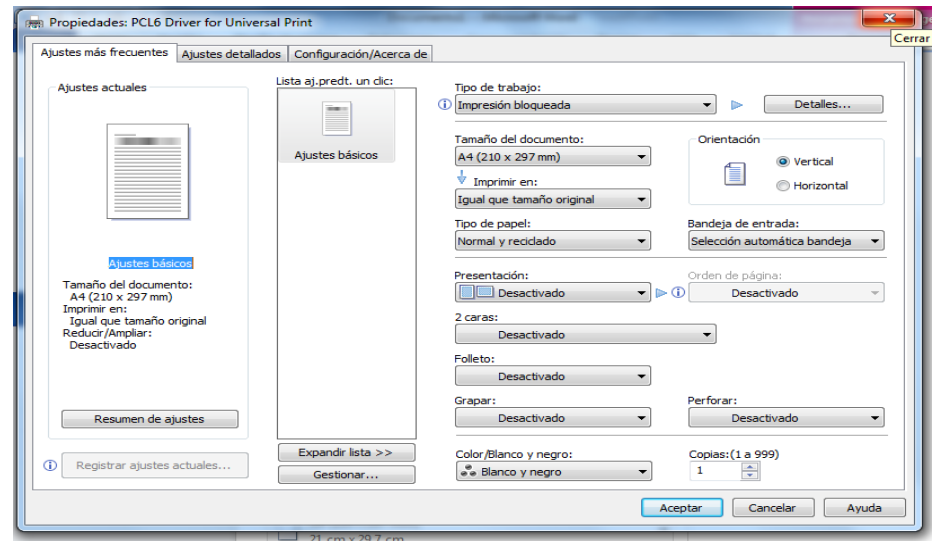 Propiedades: PCL6 Driver for Universal Print
Cerrar
Ajustes más frecuentes
Ajustes detallados
Configuración/Acerca de
Ajustes actuales
Ajustes básicos
Tamaño del documento:
A4 (210 x 297 mm)
Imprimir en:
Igual que tamaño original
Reducir/Ampliar:
Desactivado
Resumen de ajustes
Registrar ajustes actuales...
Lista aj.predt. un clic:
Ajustes básicos
Expandir lista >>
Gestionar...
Tipo de trabajo:
Impresión bloqueada
Detalles...
Tamaño del documento:
A4 (210 x 297 mm)
Imprimir en:
Igual que tamaño original
Orientación
Vertical
Horizontal
Tipo de papel:
Normal y reciclado
Bandeja de entrada:
Selección automática bandeja
Presentación:
Desactivado
Orden de página:
Desactivado
2 caras:
Desactivado
Folleto:
Desactivado
Grapar:
Desactivado
Perforar:
Desactivado
Color/Blanco y negro:
Blanco y negro
Copias:(1 a 999)
1
Aceptar
Cancelar
Ayuda
21 cm x 29,7 cm